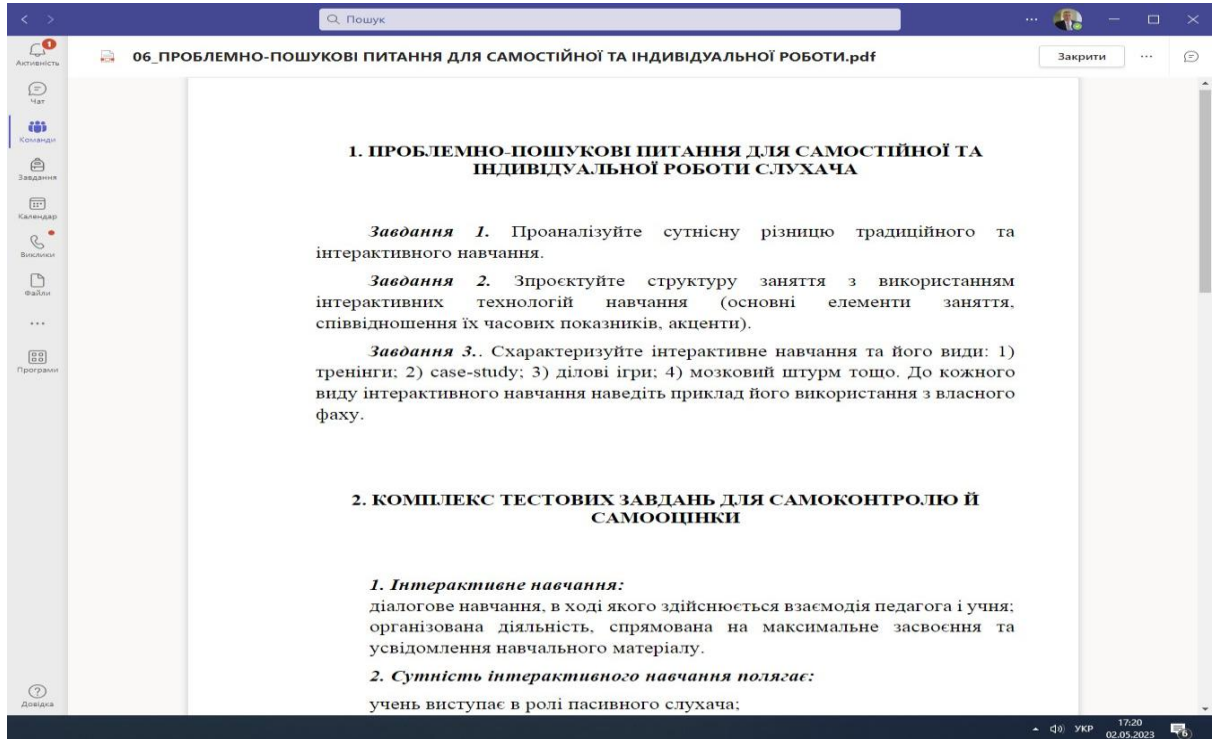 Пошук
1
Активність
06_ПРОБЛЕМНО-ПОШУКОВІ ПИТАННЯ ДЛЯ САМОСТІЙНОЇ ТА ІНДИВІДУАЛЬНОЇ РОБОТИ.pdf
Закрити
Чат
Команди
Завдання
Календар
Виклики
Файли
Програми
1. ПРОБЛЕМНО-ПОШУКОВІ ПИТАННЯ ДЛЯ САМОСТІЙНОЇ ТА
ІНДИВІДУАЛЬНОЇ РОБОТИ СЛУХАЧА
Завдання 1. Проаналізуйте сутнісну різницю традиційного та
інтерактивного навчання.
Завдання 2. Зпроєктуйте структуру заняття з використанням
інтерактивних технологій навчання (основні елементи заняття,
співвідношення їх часових показників, акценти).
Завдання 3.. Схарактеризуйте інтерактивне навчання та його види: 1)
тренінги; 2) case-study; 3) ділові ігри; 4) мозковий штурм тощо. До кожного
виду інтерактивного навчання наведіть приклад його використання з власного
фаху.
2. КОМПЛЕКС ТЕСТОВИХ ЗАВДАНЬ ДЛЯ САМОКОНТРОЛЮ Й
САМООЦІНКИ
1. Інтерактивне навчання:
діалогове навчання, в ході якого здійснюється взаємодія педагога і учня;
організована діяльність, спрямована на максимальне засвоєння та
усвідомлення навчального матеріалу.
2. Сутність інтерактивного навчання полягає:
учень виступає в ролі пасивного слухача;
Довідка
УКР
17:20
02.05.2023
6